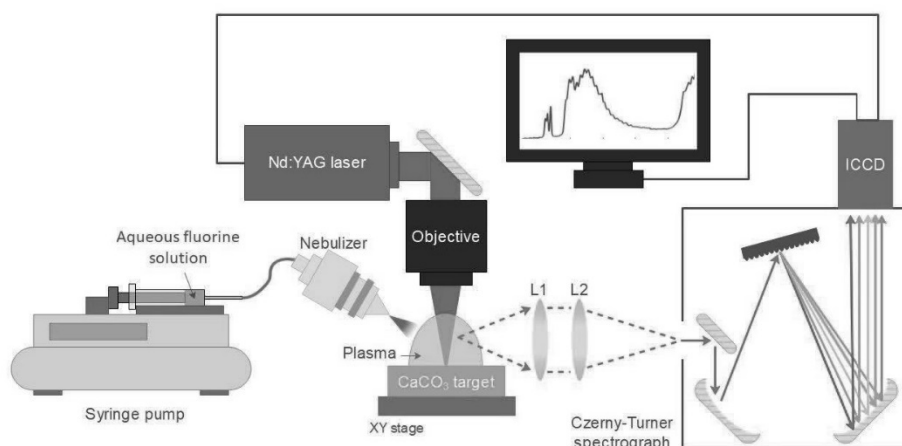 Nd:YAG laser
ICCD
Aqueous fluorine
solution
Nebulizer
Objective
L1 L2
Plasma
CaCO₃ target
Syringe pump
XY stage
Czerny-Turner
spectrograph